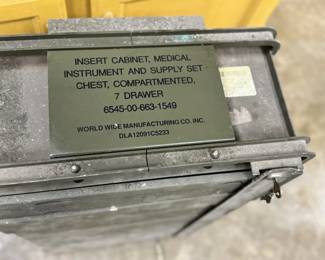 INSERT CABINET, MEDICAL
INSTRUMENT AND SUPPLY SET
CHEST, COMPARTMENTED,
7 DRAWER
6545-00-663-1549
WORLD WIDE MANUFACTURING CO. INC.
DLA12091C5233